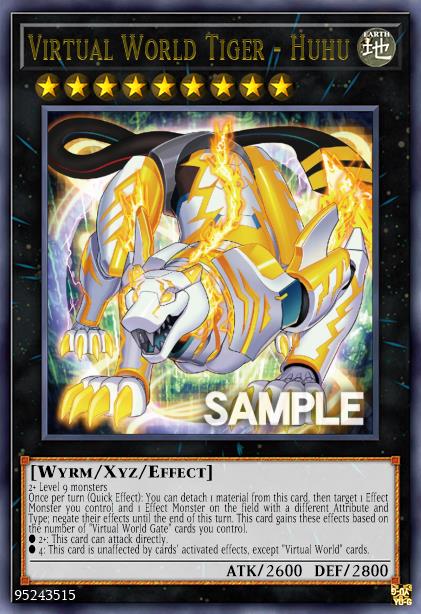 Virtual World Tiger - Huhu
EARTH
地
SAMPLE
[Wyrm/Xyz/Effect]
2+ Level 9 monsters
Once per turn (Quick Effect): You can detach 1 material from this card, then target 1 Effect
Monster you control and 1 Effect Monster on the field with a different Attribute and
Type; negate their effects until the end of this turn. This card gains these effects based on
the number of "Virtual World Gate" cards you control.
● 2+: This card can attack directly.
● 4: This card is unaffected by cards' activated effects, except "Virtual World" cards.
ATK/2600 DEF/2800
95243515